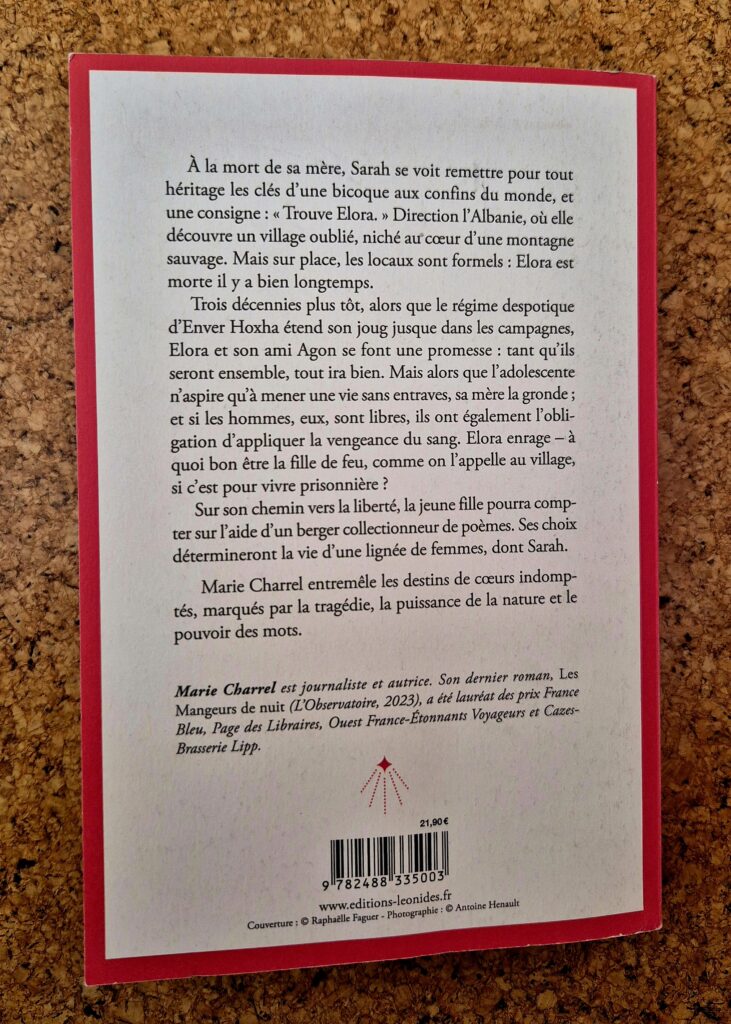 À la mort de sa mère, Sarah se voit remettre pour tout
héritage les clés d'une bicoque aux confins du monde, et
une consigne : « Trouve Elora. » Direction l'Albanie, où elle
découvre un village oublié, niché au cœur d'une montagne
sauvage. Mais sur place, les locaux sont formels : Elora est
morte il y a bien longtemps.
Trois décennies plus tôt, alors que le régime despotique
d'Enver Hoxha étend son joug jusque dans les campagnes,
Elora et son ami Agon se font une promesse : tant qu'ils
seront ensemble, tout ira bien. Mais alors que l'adolescente
n'aspire qu'à mener une vie sans entraves, sa mère la gronde ;
et si les hommes, eux, sont libres, ils ont également l'obli-
gation d'appliquer la vengeance du sang. Elora enrage – à
quoi bon être la fille de feu, comme on l'appelle au village,
si c'est pour vivre prisonnière ?
Sur son chemin vers la liberté, la jeune fille pourra comp-
ter sur l'aide d'un berger collectionneur de poèmes. Ses choix
détermineront la vie d'une lignée de femmes, dont Sarah.
Marie Charrel entremêle les destins de cœurs indomp-
tés, marqués par la tragédie, la puissance de la nature et le
pouvoir des mots.
Marie Charrel est journaliste et autrice. Son dernier roman, Les
Mangeurs de nuit (L'Observatoire, 2023), a été lauréat des prix France
Bleu, Page des Libraires, Ouest France-Étonnants Voyageurs et Cazes-
Brasserie Lipp.
21,90 €
9 782488 335003
www.editions-leonides.fr
Couverture : © Raphaëlle Faguer - Photographie : © Antoine Henault